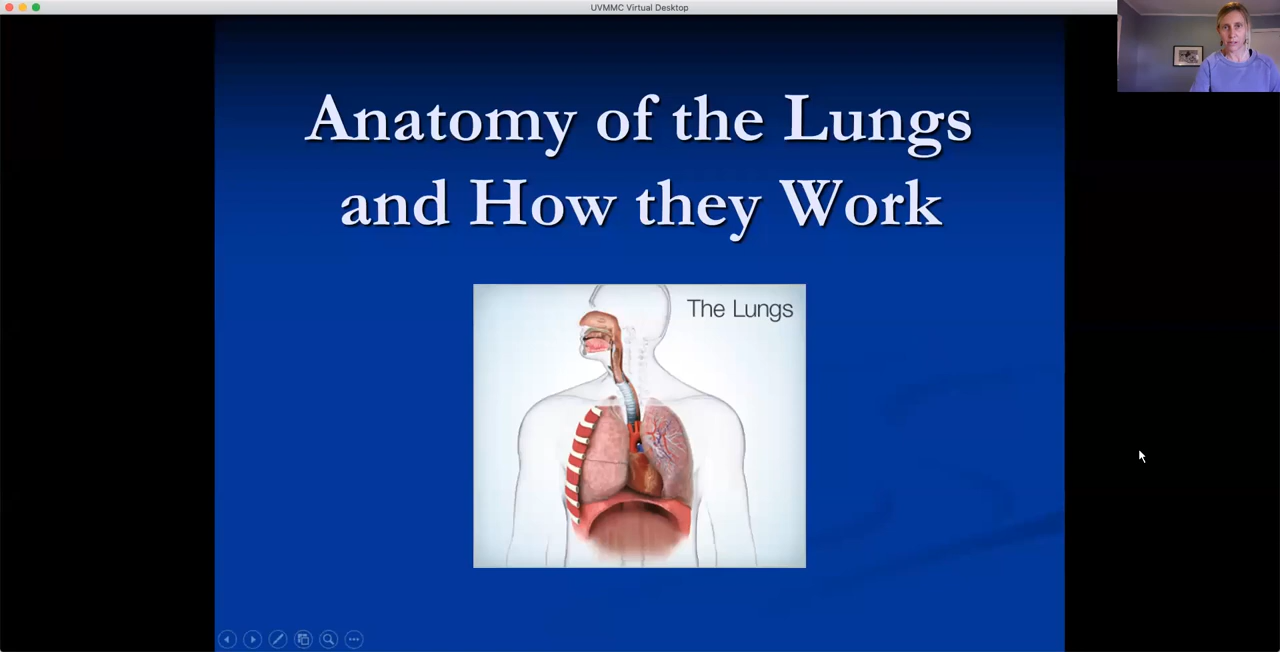 UVMMC Virtual Desktop
Anatomy of the Lungs
and How they Work
The Lungs